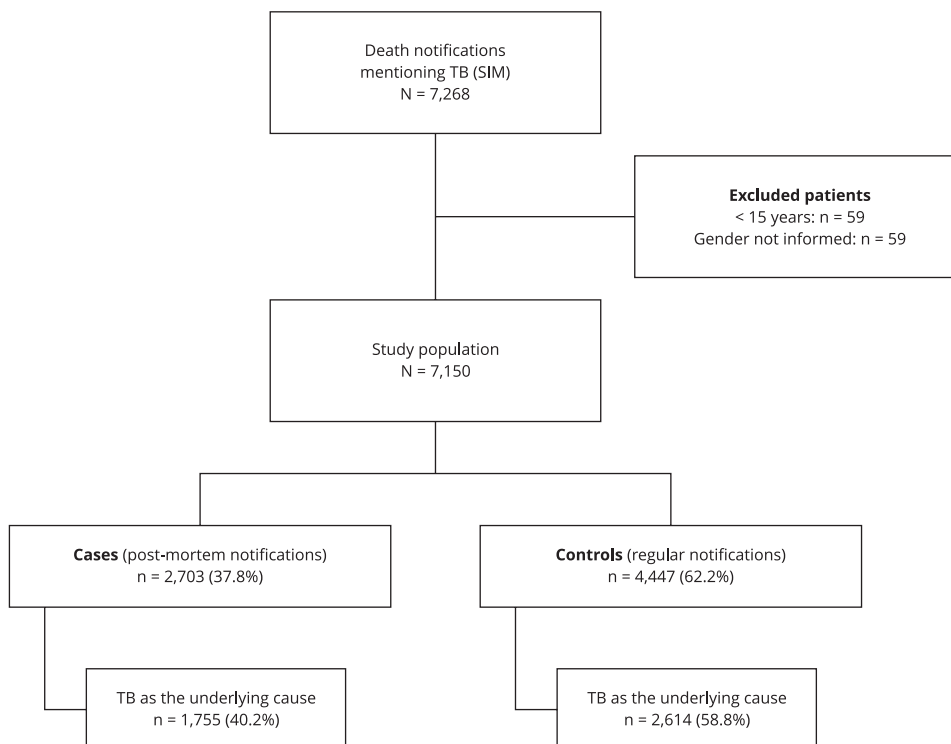 Death notifications
mentioning TB (SIM)
N = 7,268
Excluded patients
< 15 years: n = 59
Gender not informed: n = 59
Study population
N = 7,150
Cases (post-mortem notifications)
n = 2,703 (37.8%)
Controls (regular notifications)
n = 4,447 (62.2%)
TB as the underlying cause
n = 1,755 (40.2%)
TB as the underlying cause
n = 2,614 (58.8%)